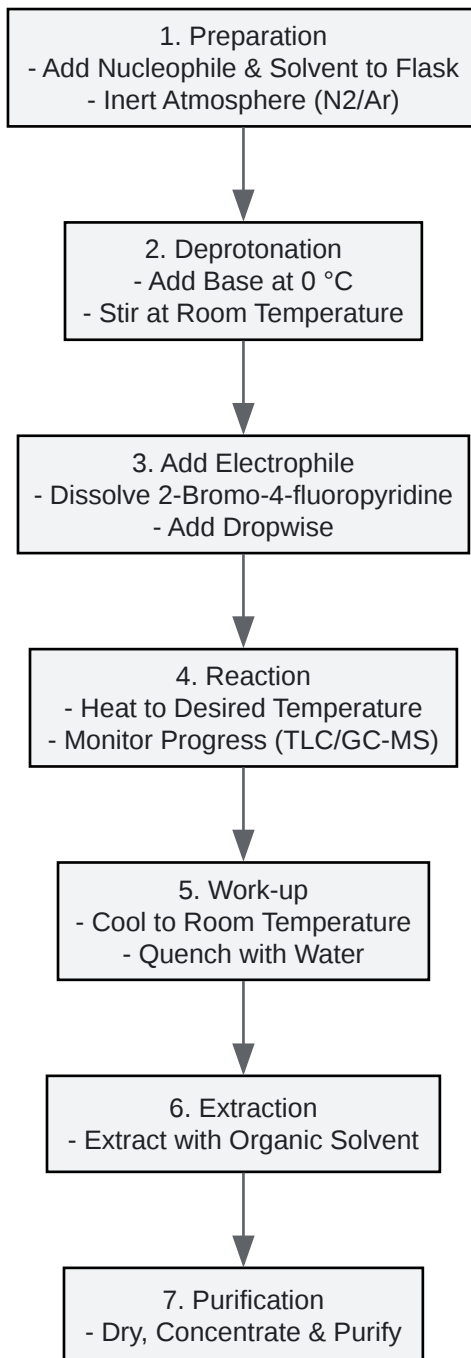 1. Preparation
- Add Nucleophile & Solvent to Flask
- Inert Atmosphere (N2/Ar)
2. Deprotonation
- Add Base at 0 °C
- Stir at Room Temperature
3. Add Electrophile
- Dissolve 2-Bromo-4-fluoropyridine
- Add Dropwise
4. Reaction
- Heat to Desired Temperature
- Monitor Progress (TLC/GC-MS)
5. Work-up
- Cool to Room Temperature
- Quench with Water
6. Extraction
- Extract with Organic Solvent
7. Purification
- Dry, Concentrate & Purify